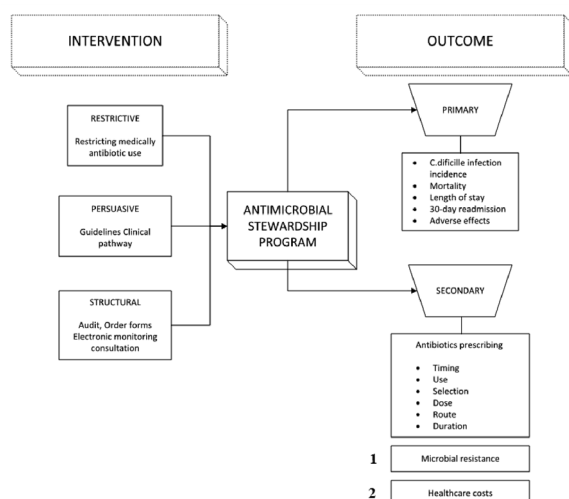 INTERVENTION
OUTCOME
RESTRICTIVE
Restricting medically
antibiotic use
PERSUASIVE
Guidelines Clinical
pathway
STRUCTURAL
Audit, Order forms
Electronic monitoring
consultation
ANTIMICROBIAL
STEWARDSHIP
PROGRAM
PRIMARY
• C.dificille infection
incidence
• Mortality
• Length of stay
• 30-day readmission
• Adverse effects
SECONDARY
Antibiotics prescribing
• Timing
• Use
• Selection
• Dose
• Route
• Duration
1 Microbial resistance
2 Healthcare costs